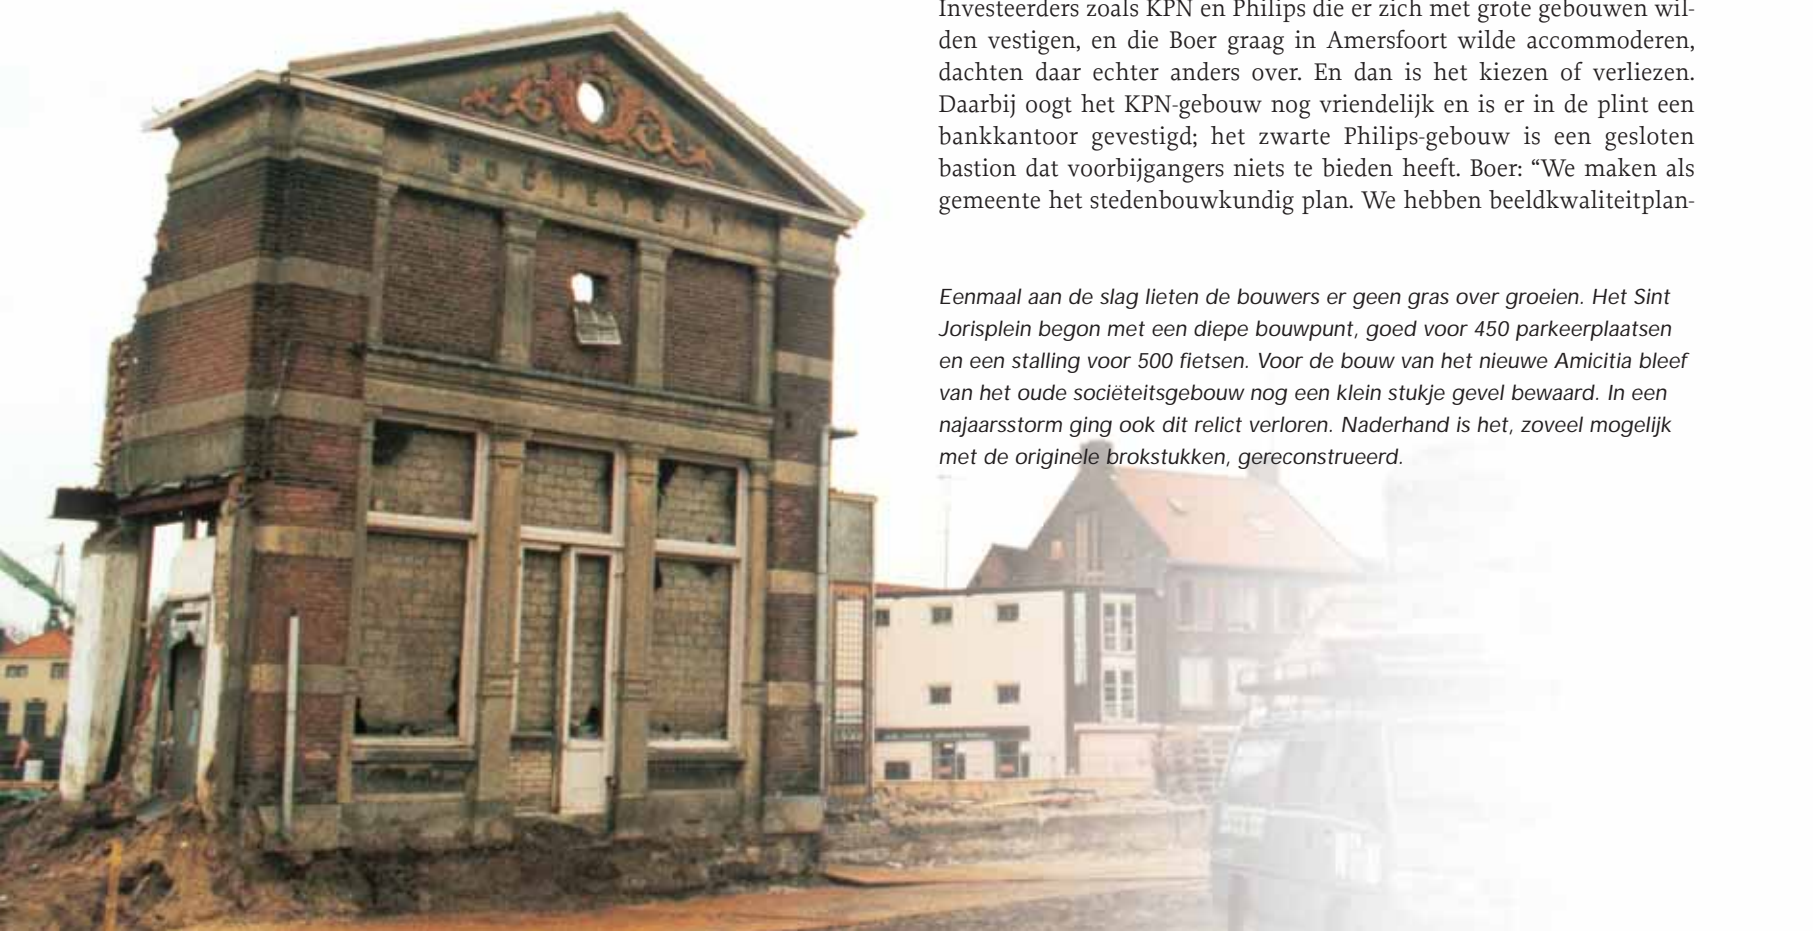 Investeerders zoals KPN en Philips die er zich met grote gebouwen wil-
den vestigen, en die Boer graag in Amersfoort wilde accommoderen,
dachten daar echter anders over. En dan is het kiezen of verliezen.
Daarbij oogt het KPN-gebouw nog vriendelijk en is er in de plint een
bankkantoor gevestigd; het zwarte Philips-gebouw is een gesloten
bastion dat voorbijgangers niets te bieden heeft. Boer: “We maken als
gemeente het stedenbouwkundig plan. We hebben beeldkwaliteitplan-
Eenmaal aan de slag lieten de bouwers er geen gras over groeien. Het Sint
Jorisplein begon met een diepe bouwpunt, goed voor 450 parkeerplaatsen
en een stalling voor 500 fietsen. Voor de bouw van het nieuwe Amicitia bleef
van het oude sociëteitsgebouw nog een klein stukje gevel bewaard. In een
najaarsstorm ging ook dit relict verloren. Naderhand is het, zoveel mogelijk
met de originele brokstukken, gereconstrueerd.
SOCIETEIT